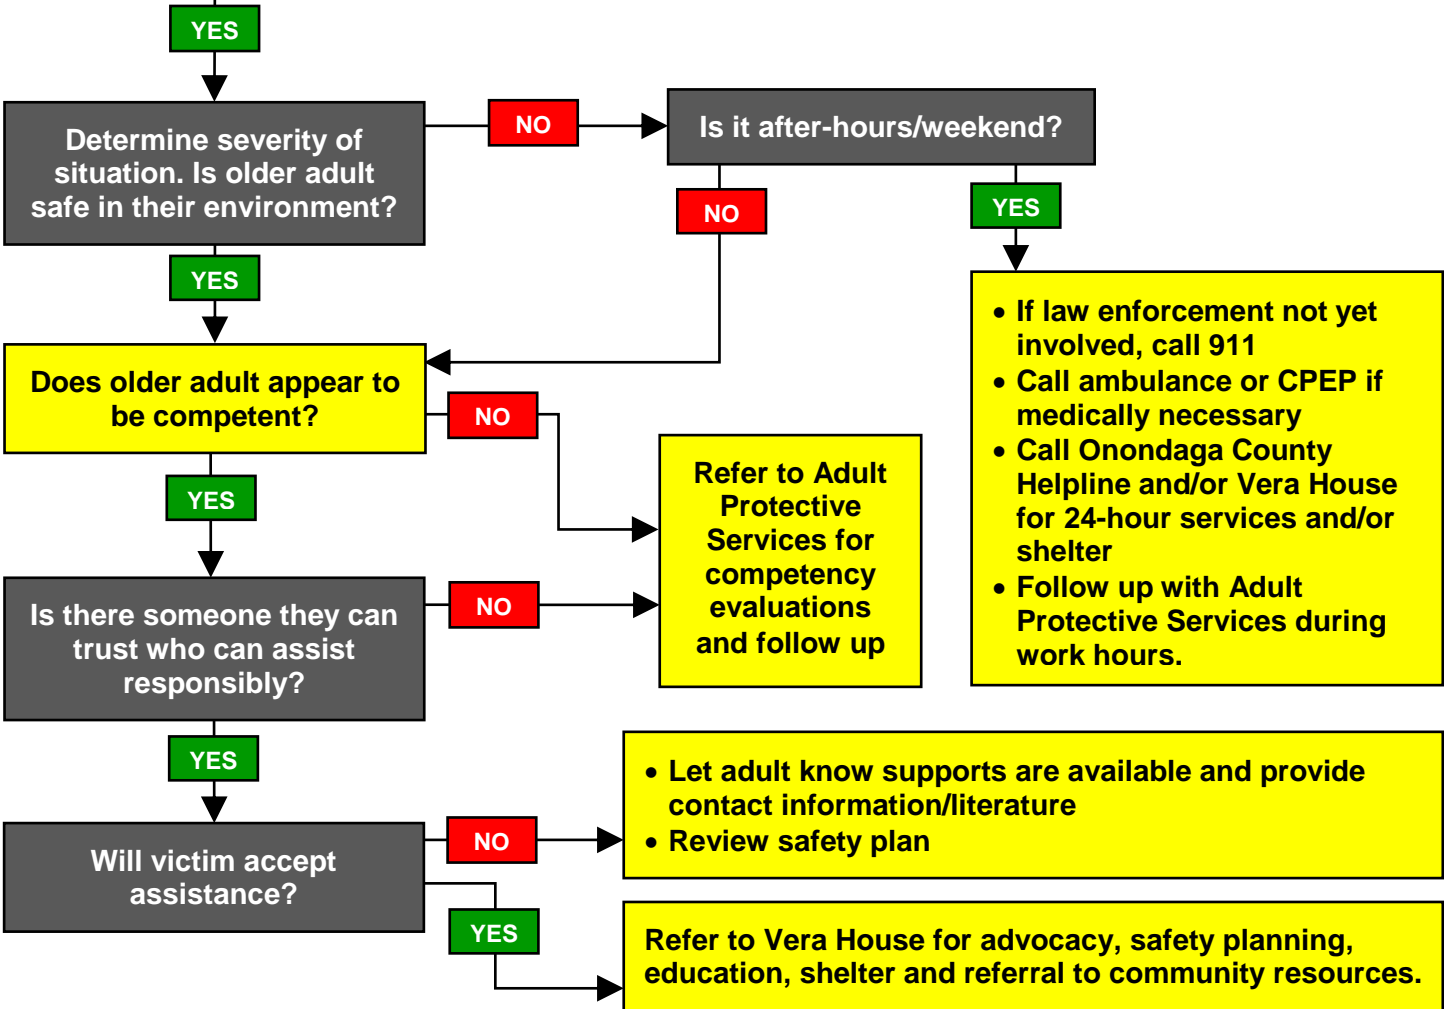 YES
Determine severity of
situation. Is older adult
safe in their environment?
NO
Is it after-hours/weekend?
NO
YES
YES
• If law enforcement not yet
involved, call 911
• Call ambulance or CPEP if
medically necessary
• Call Onondaga County
Helpline and/or Vera House
for 24-hour services and/or
shelter
• Follow up with Adult
Protective Services during
work hours.
Does older adult appear to
be competent?
NO
Refer to Adult
Protective
Services for
competency
evaluations
and follow up
YES
Is there someone they can
trust who can assist
responsibly?
NO
YES
• Let adult know supports are available and provide
contact information/literature
• Review safety plan
Will victim accept
assistance?
NO
YES
Refer to Vera House for advocacy, safety planning,
education, shelter and referral to community resources.